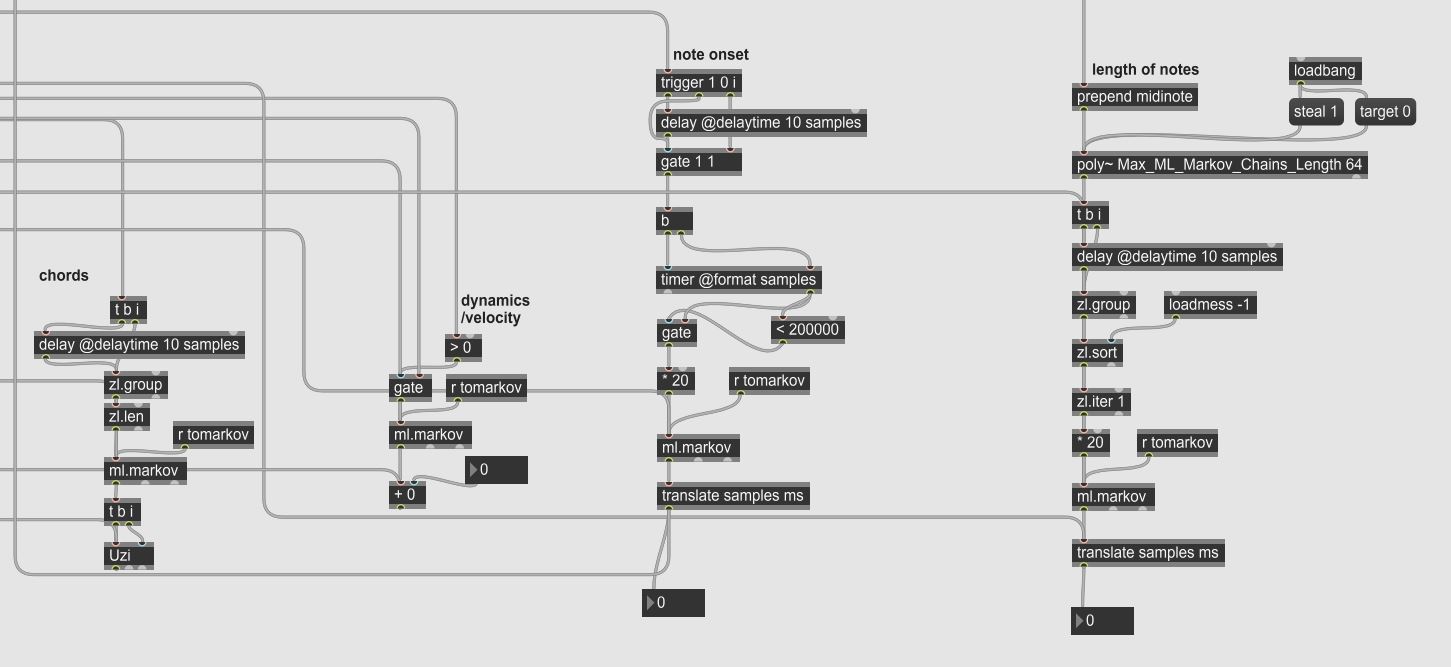 chords
t b i
delay @delaytime 10 samples
zl.group
zl.len
r tomarkov
ml.markov
t b i
Uzi
dynamics
/velocity
> 0
gate
r tomarkov
ml.markov
0
+ 0
note onset
trigger 1 0 i
delay @delaytime 10 samples
gate 1 1
b
timer @format samples
gate
< 200000
* 20
r tomarkov
ml.markov
translate samples ms
0
length of notes
loadbang
prepend midinote
steal 1
target 0
poly~ Max_ML_Markov_Chains_Length 64
t b i
delay @delaytime 10 samples
zl.group
loadmess -1
zl.sort
zl.iter 1
* 20
r tomarkov
ml.markov
translate samples ms
0